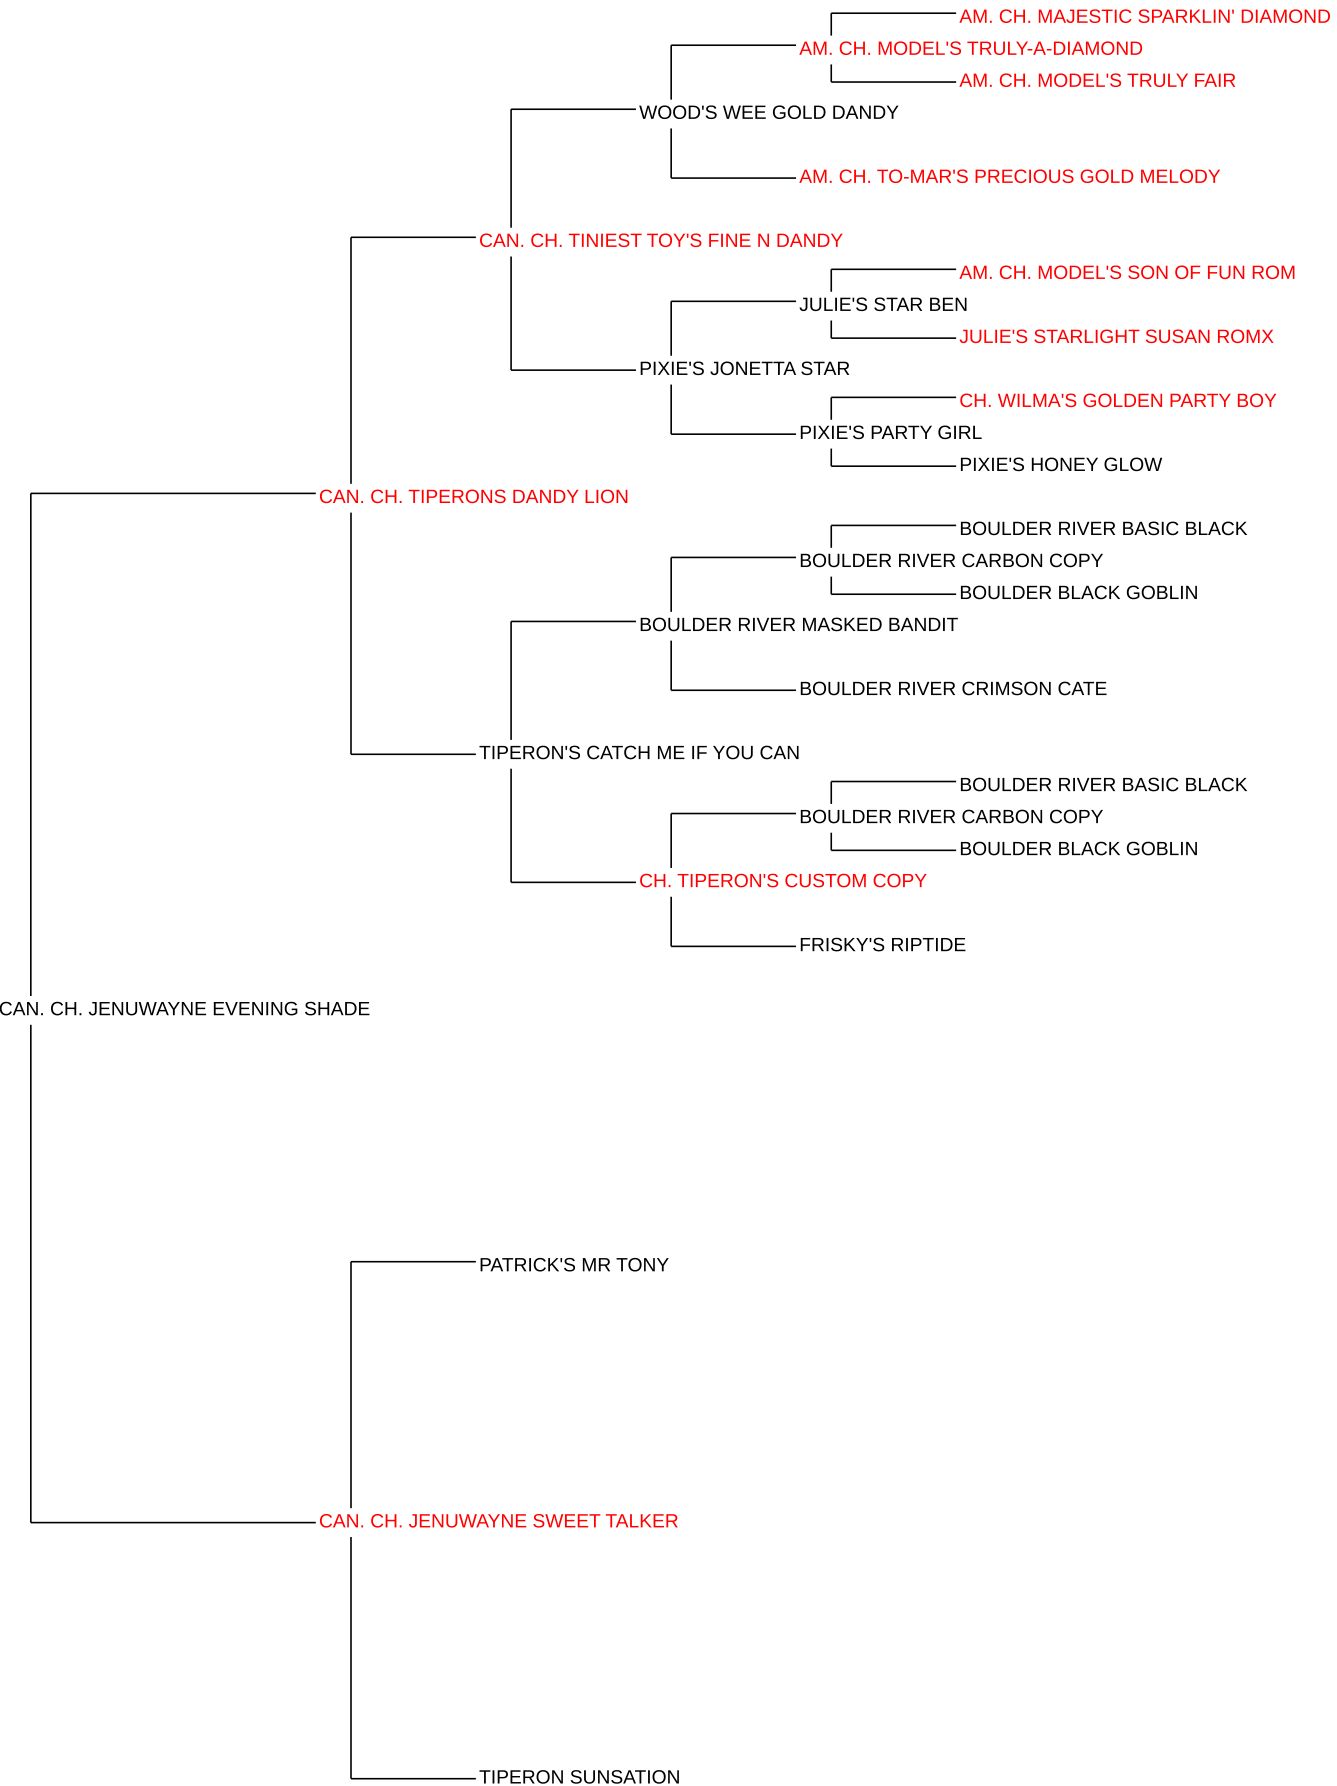 AM. CH. MAJESTIC SPARKLIN' DIAMOND
AM. CH. MODEL'S TRULY-A-DIAMOND
AM. CH. MODEL'S TRULY FAIR
WOOD'S WEE GOLD DANDY
AM. CH. TO-MAR'S PRECIOUS GOLD MELODY
CAN. CH. TINIEST TOY'S FINE N DANDY
AM. CH. MODEL'S SON OF FUN ROM
JULIE'S STAR BEN
JULIE'S STARLIGHT SUSAN ROMX
PIXIE'S JONETTA STAR
CH. WILMA'S GOLDEN PARTY BOY
PIXIE'S PARTY GIRL
PIXIE'S HONEY GLOW
CAN. CH. TIPERONS DANDY LION
BOULDER RIVER BASIC BLACK
BOULDER RIVER CARBON COPY
BOULDER BLACK GOBLIN
BOULDER RIVER MASKED BANDIT
BOULDER RIVER CRIMSON CATE
TIPERON'S CATCH ME IF YOU CAN
BOULDER RIVER BASIC BLACK
BOULDER RIVER CARBON COPY
BOULDER BLACK GOBLIN
CH. TIPERON'S CUSTOM COPY
FRISKY'S RIPTIDE
CAN. CH. JENUWAYNE EVENING SHADE
PATRICK'S MR TONY
CAN. CH. JENUWAYNE SWEET TALKER
TIPERON SUNSATION